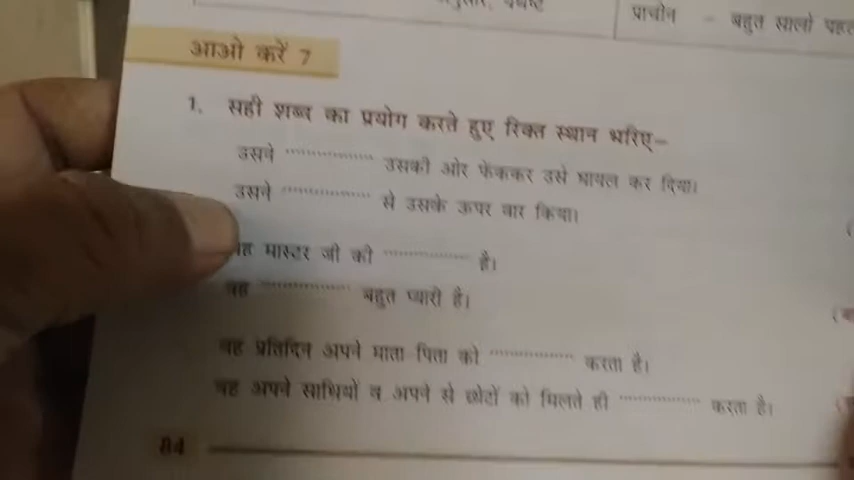 प्राचीन - बहुत सालों
आओ करें 7
1. सही शब्द का प्रयोग करते हुए रिक्त स्थान भरिए–
उसने ................ उसकी ओर फेंककर उसे घायल कर दिया।
उसने ................ से उसके ऊपर वार किया।
मास्टर जी की ................ है।
वह ................ बहुत प्यारी है।
वह प्रतिदिन अपने माता-पिता को ................ करता है।
वह अपने साथियों व अपने से छोटों को मिलते ही ................ करता है।
84